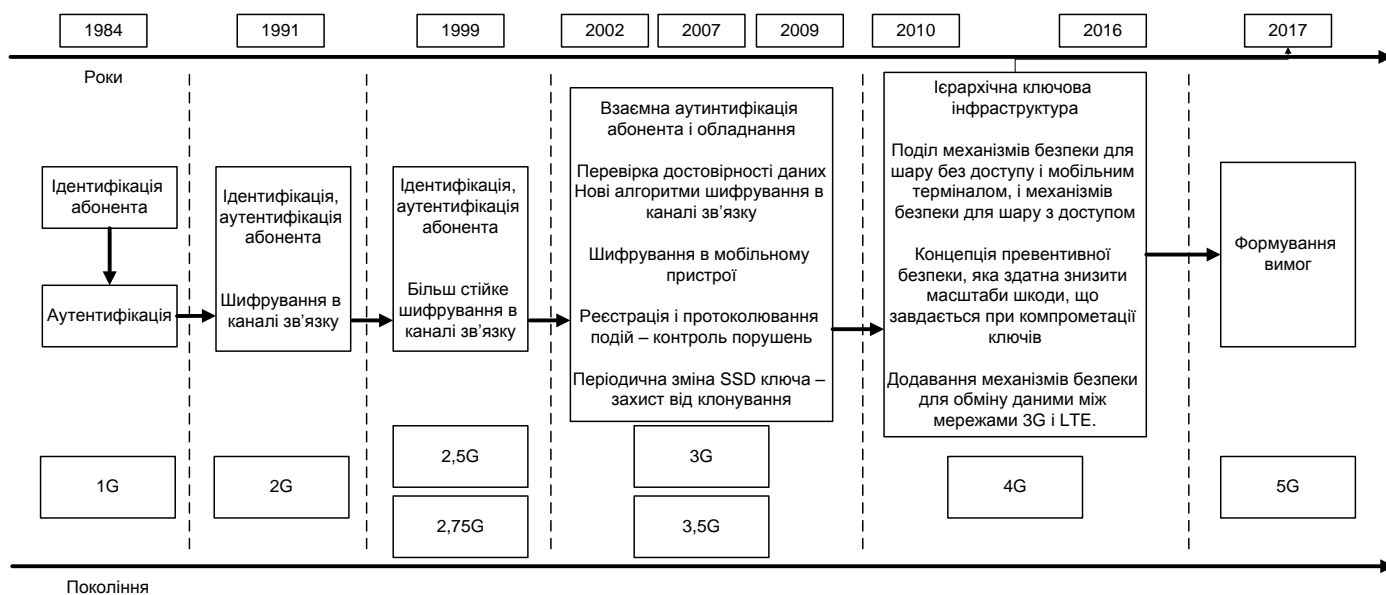 1984
1991
1999
2002
2007
2009
2010
2016
2017
Роки
Ідентифікація
абонента
Аутентифікація
Ідентифікація,
аутентифікація
абонента
Шифрування в
каналі зв’язку
Ідентифікація,
аутентифікація
абонента
Більш стійке
шифрування в
каналі зв’язку
Взаємна аутинтифікація
абонента і обладнання
Перевірка достовірності даних
Нові алгоритми шифрування в
каналі зв’язку
Шифрування в мобільному
пристрої
Реєстрація і протоколювання
подій – контроль порушень
Періодична зміна SSD ключа –
захист від клонування
Ієрархічна ключова
інфраструктура
Поділ механізмів безпеки для
шару без доступу і мобільним
терміналом, і механізмів
безпеки для шару з доступом
Концепція превентивної
безпеки, яка здатна знизити
масштаби шкоди, що
завдається при компрометації
ключів
Додавання механізмів безпеки
для обміну даними між
мережами 3G і LTE.
Формування
вимог
1G
2G
2,5G
2,75G
3G
3,5G
4G
5G
Покоління